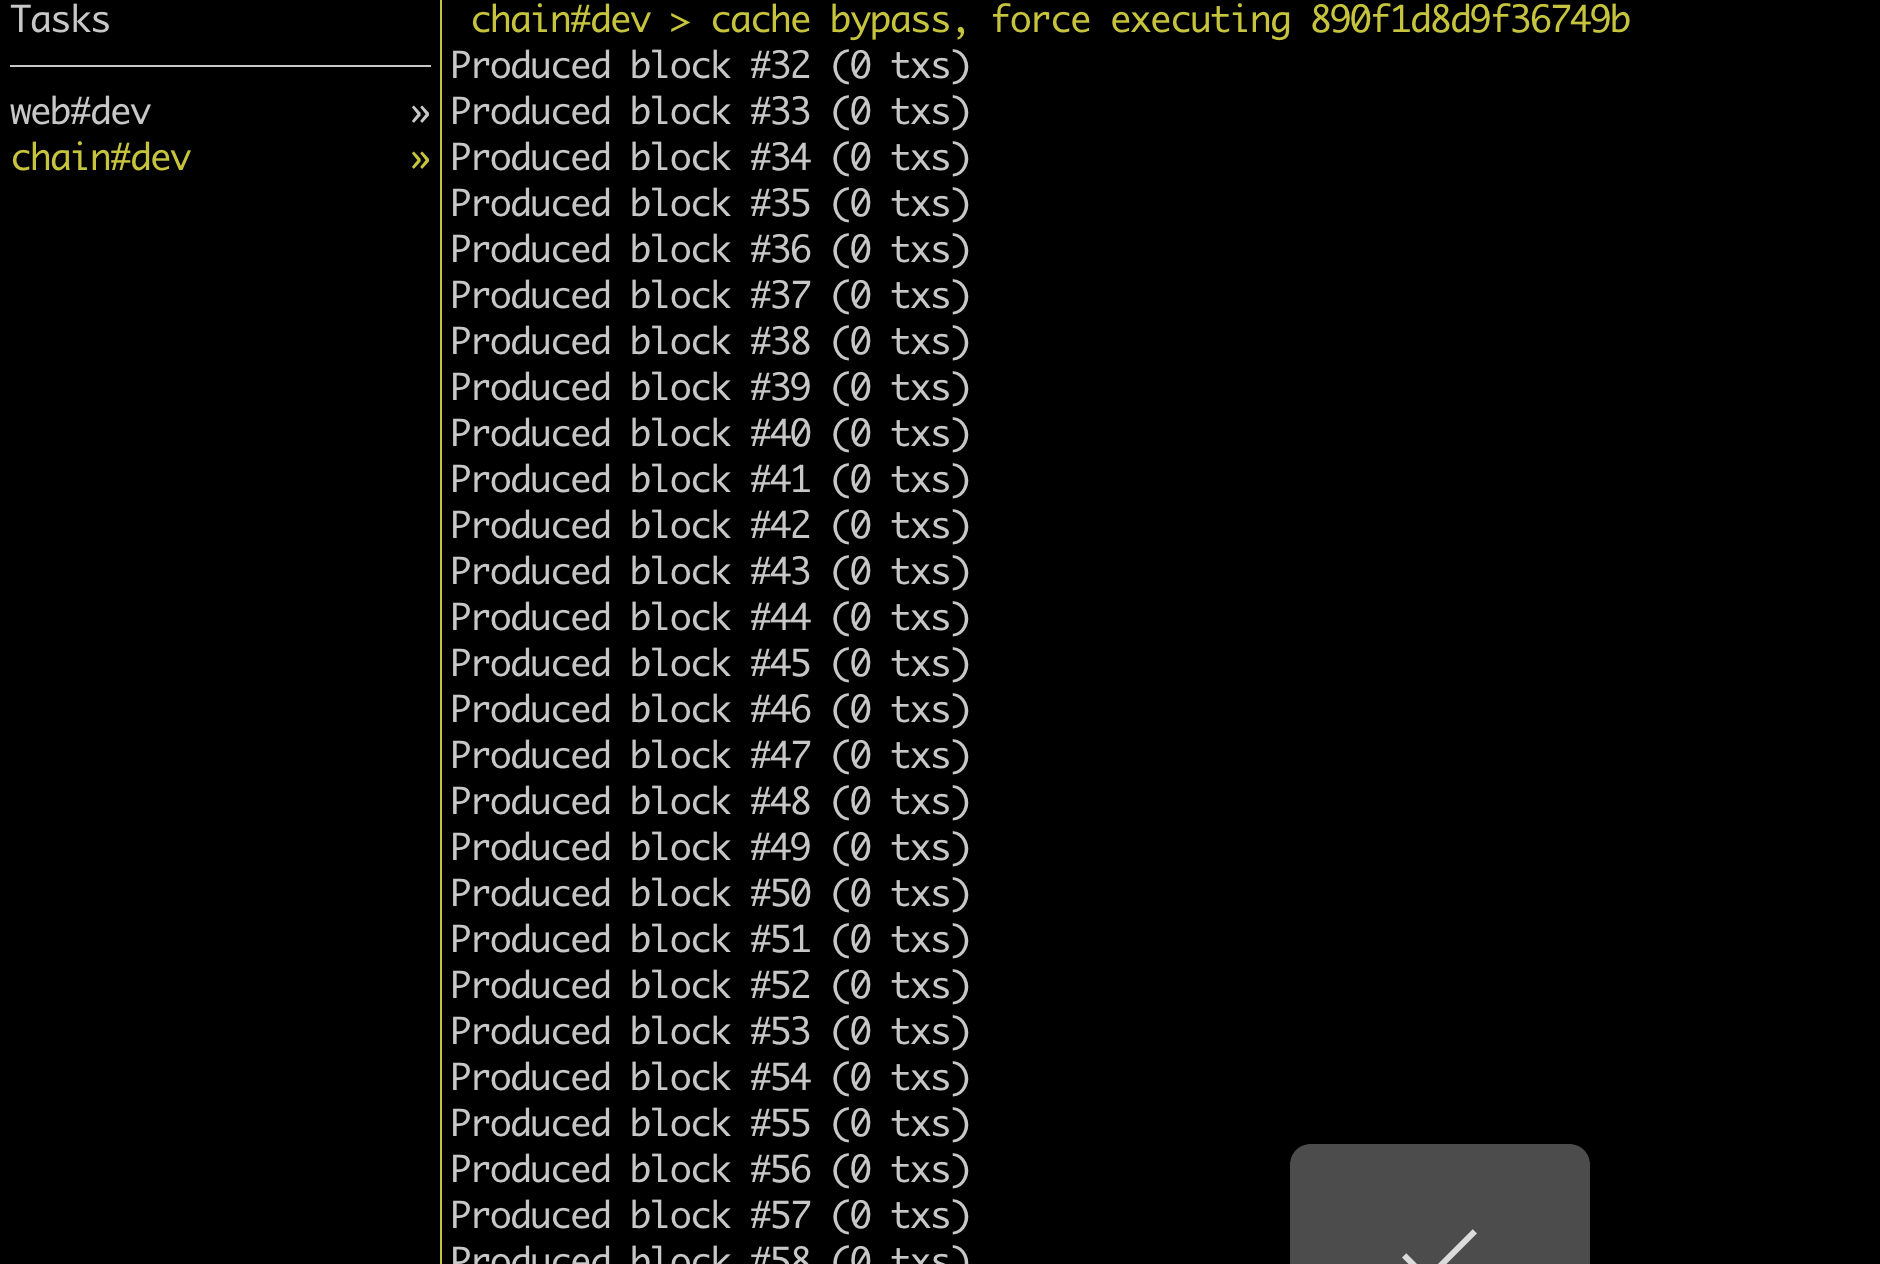 Tasks
web#dev »
chain#dev »
chain#dev > cache bypass, force executing 890f1d8d9f36749b
Produced block #32 (0 txs)
Produced block #33 (0 txs)
Produced block #34 (0 txs)
Produced block #35 (0 txs)
Produced block #36 (0 txs)
Produced block #37 (0 txs)
Produced block #38 (0 txs)
Produced block #39 (0 txs)
Produced block #40 (0 txs)
Produced block #41 (0 txs)
Produced block #42 (0 txs)
Produced block #43 (0 txs)
Produced block #44 (0 txs)
Produced block #45 (0 txs)
Produced block #46 (0 txs)
Produced block #47 (0 txs)
Produced block #48 (0 txs)
Produced block #49 (0 txs)
Produced block #50 (0 txs)
Produced block #51 (0 txs)
Produced block #52 (0 txs)
Produced block #53 (0 txs)
Produced block #54 (0 txs)
Produced block #55 (0 txs)
Produced block #56 (0 txs)
Produced block #57 (0 txs)
Produced block #58 (0 txs)